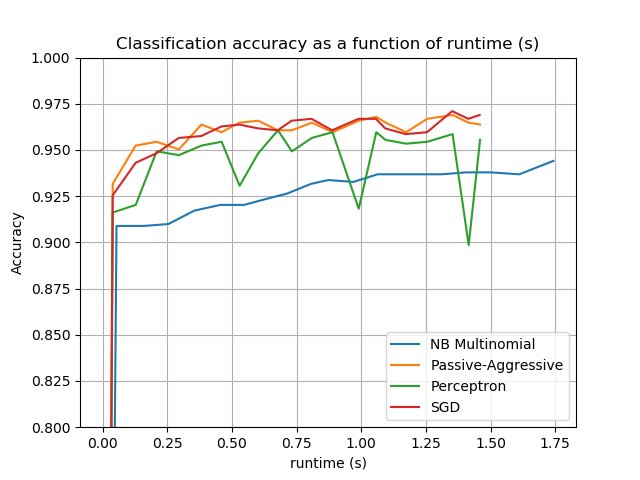 Classification accuracy as a function of runtime (s)
1.000
0.975
0.950
0.925
0.900
0.875
0.850
0.825
0.800
Accuracy
0.00 0.25 0.50 0.75 1.00 1.25 1.50 1.75
runtime (s)
NB Multinomial
Passive-Aggressive
Perceptron
SGD